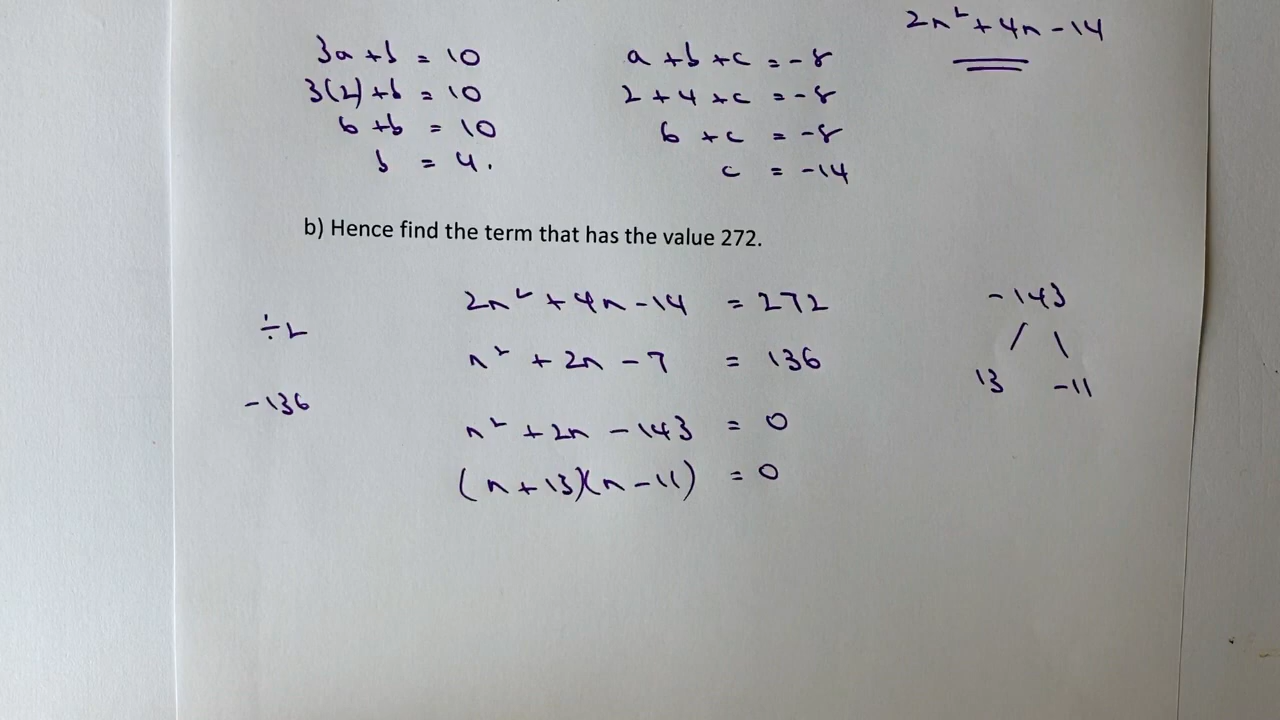 2n² + 4n - 14
3a + b = 10
3(2) + b = 10
6 + b = 10
b = 4.
a + b + c = -8
2 + 4 + c = -8
6 + c = -8
c = -14
b) Hence find the term that has the value 272.
2n² + 4n - 14 = 272
÷2
n² + 2n - 7 = 136
-136
n² + 2n - 143 = 0
(n + 13)(n - 11) = 0
-143
13 -11